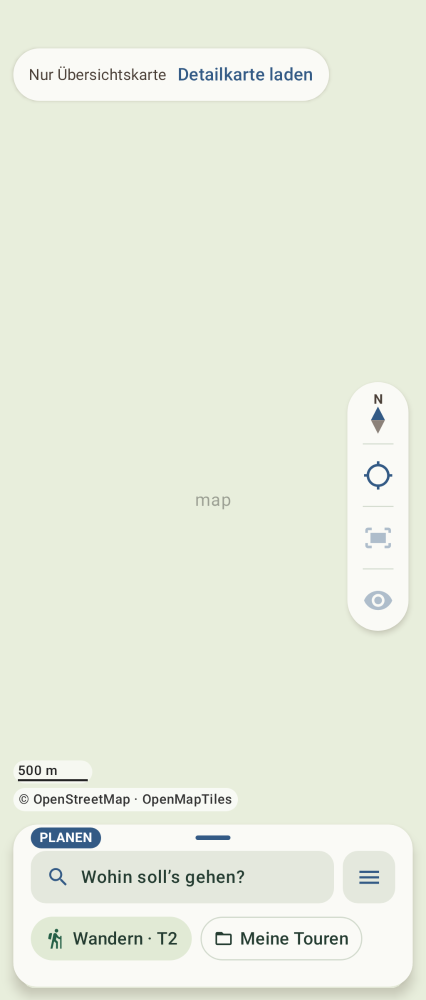 Nur Übersichtskarte Detailkarte laden
N
map
500 m
© OpenStreetMap · OpenMapTiles
PLANEN
Wohin soll’s gehen?
Wandern · T2 Meine Touren